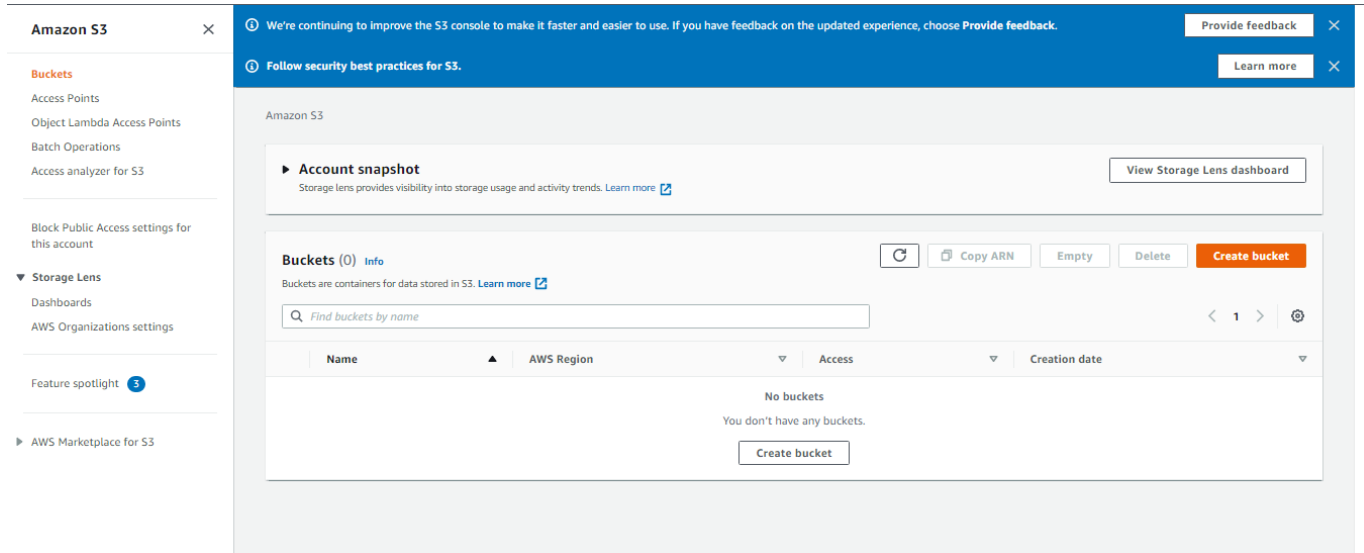 Amazon S3
Buckets
Access Points
Object Lambda Access Points
Batch Operations
Access analyzer for S3
Block Public Access settings for
this account
Storage Lens
Dashboards
AWS Organizations settings
Feature spotlight 3
AWS Marketplace for S3
We're continuing to improve the S3 console to make it faster and easier to use. If you have feedback on the updated experience, choose Provide feedback.
Provide feedback
Follow security best practices for S3.
Learn more
Amazon S3
Account snapshot
Storage lens provides visibility into storage usage and activity trends. Learn more
View Storage Lens dashboard
Buckets (0) Info
Buckets are containers for data stored in S3. Learn more
Copy ARN
Empty
Delete
Create bucket
Find buckets by name
1
Name AWS Region Access Creation date
No buckets
You don't have any buckets.
Create bucket